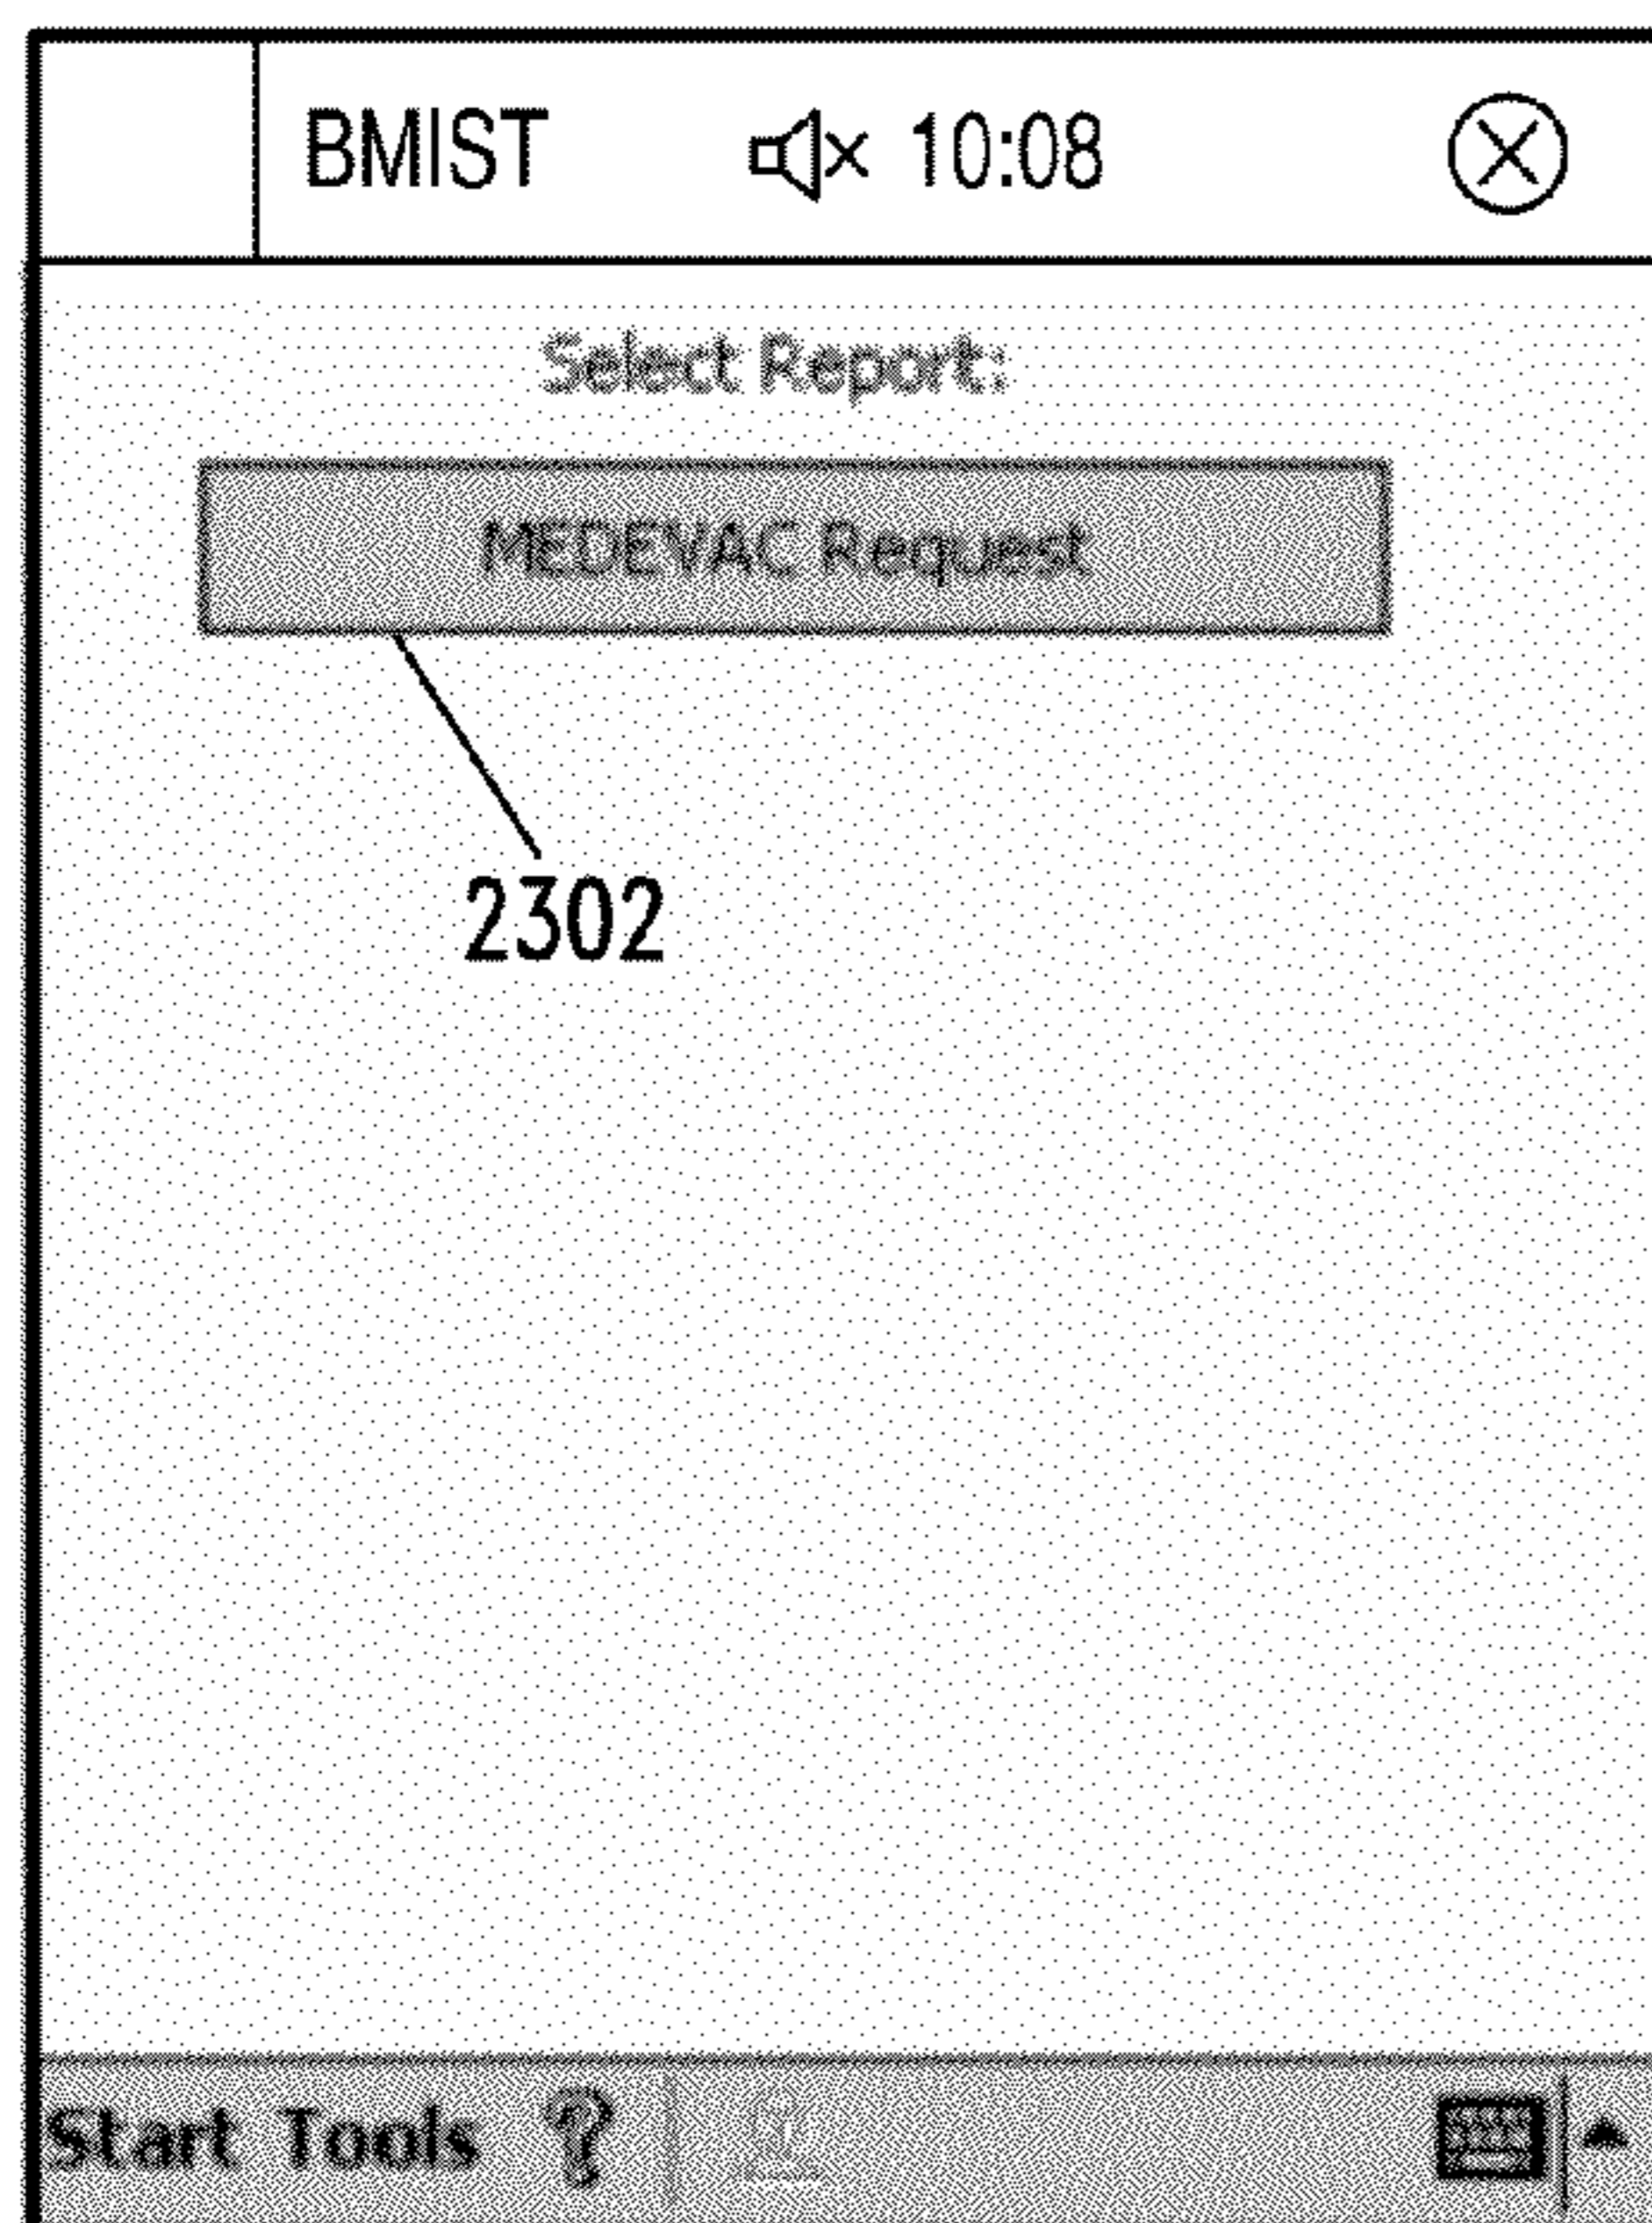 BMIST 10:08
Select Report:
MEDEVAC Request
2302
Start Tools ?